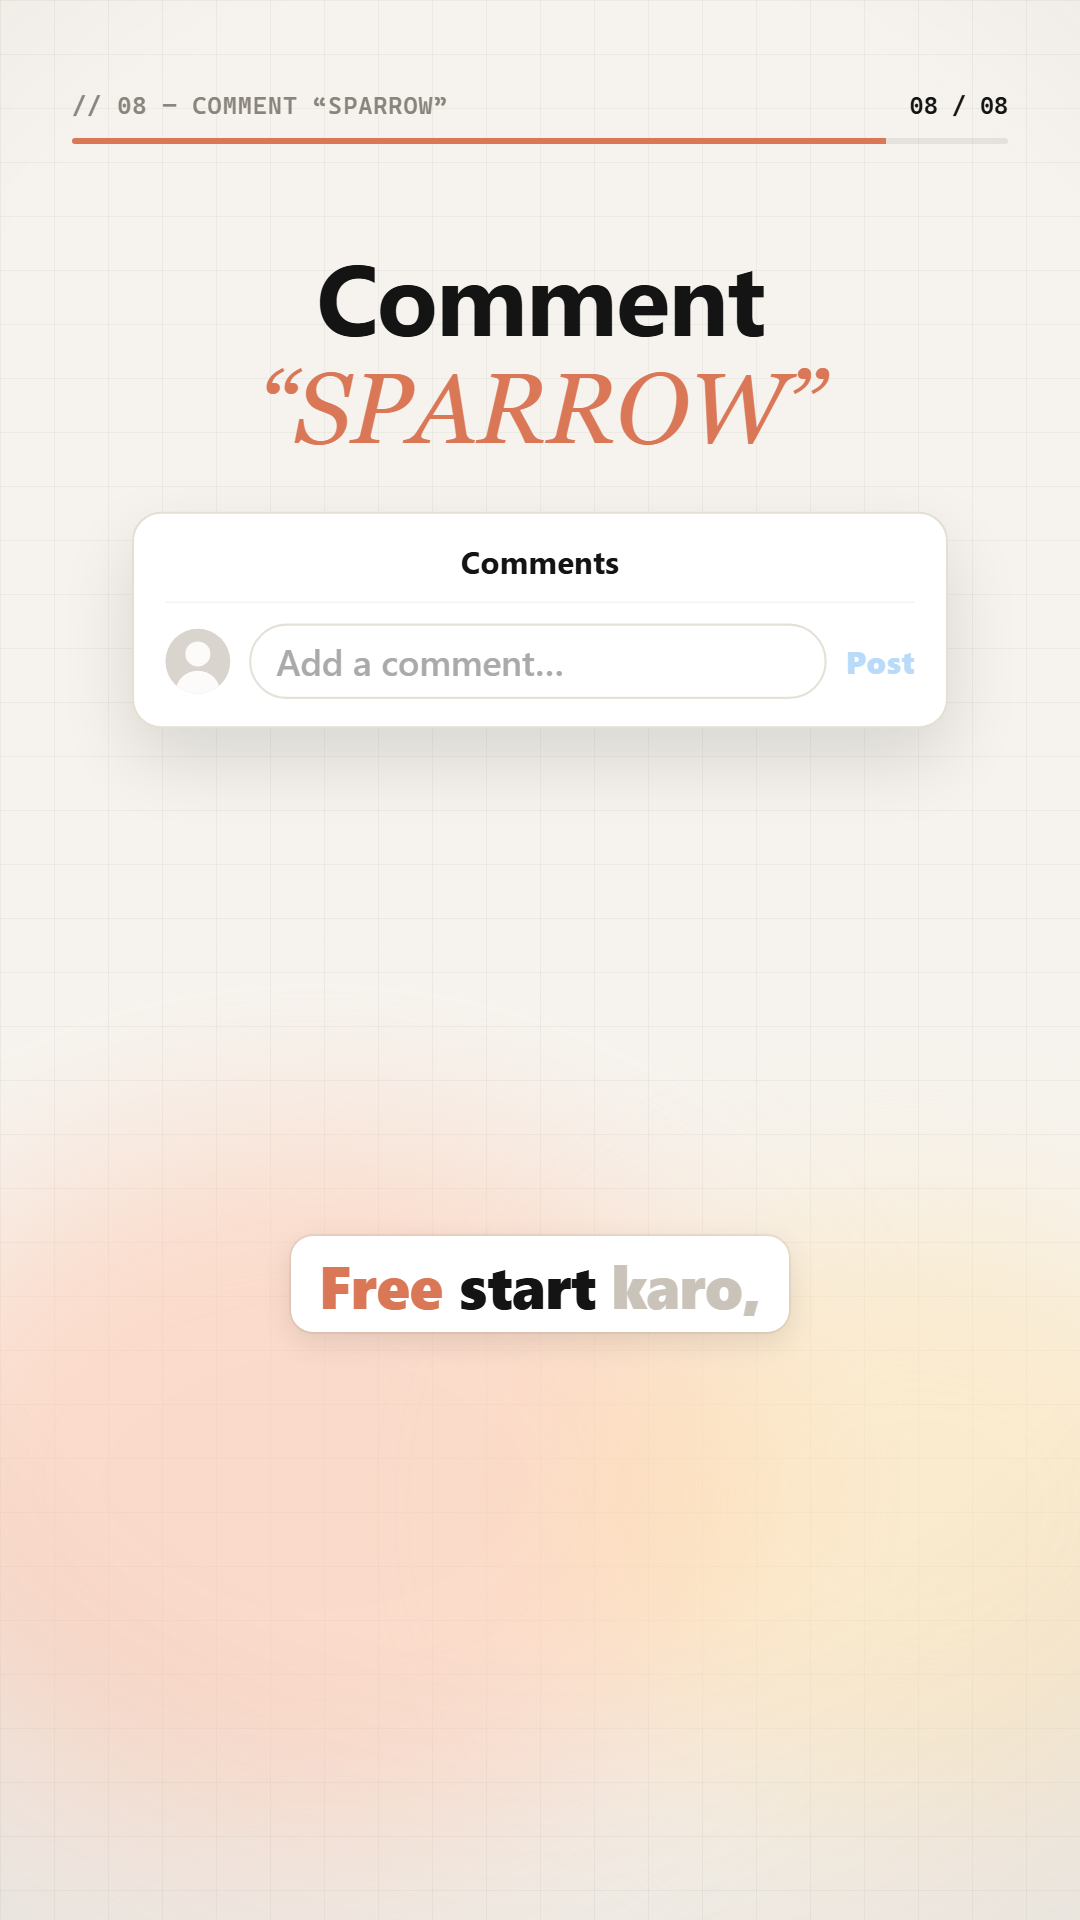 // 08 — COMMENT “SPARROW”
08 / 08
Comment
“SPARROW”
Comments
Add a comment...
Post
Free start karo,